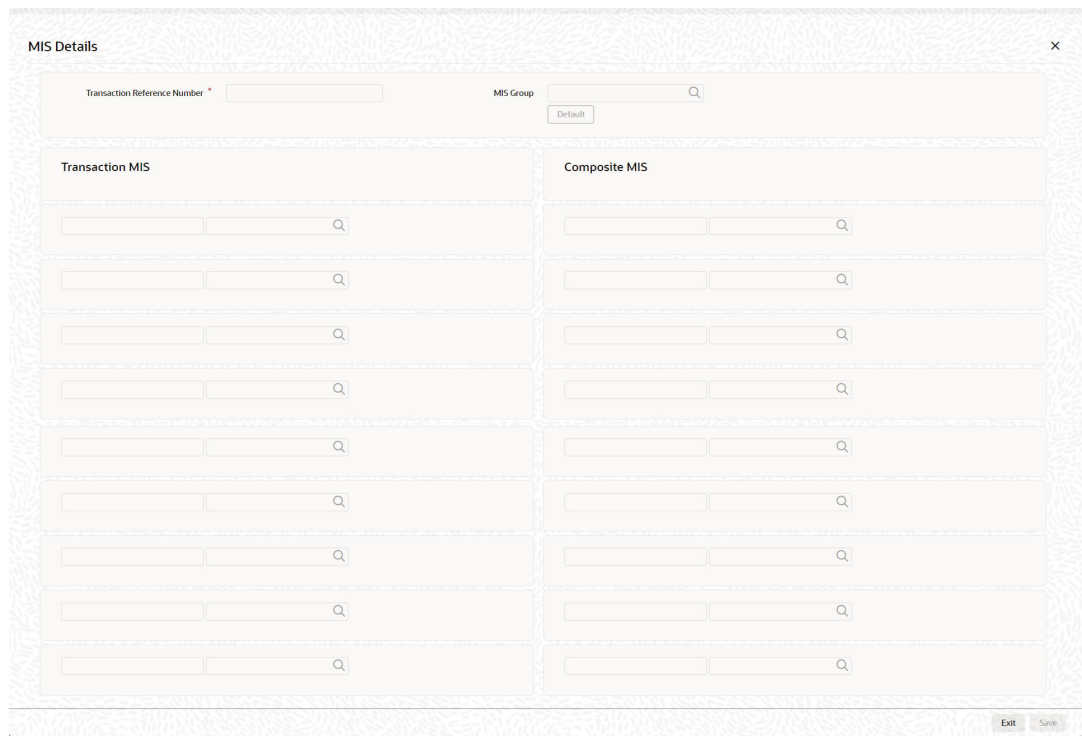 MIS Details
Transaction Reference Number *
MIS Group
Default
Transaction MIS
Composite MIS
Exit
Save